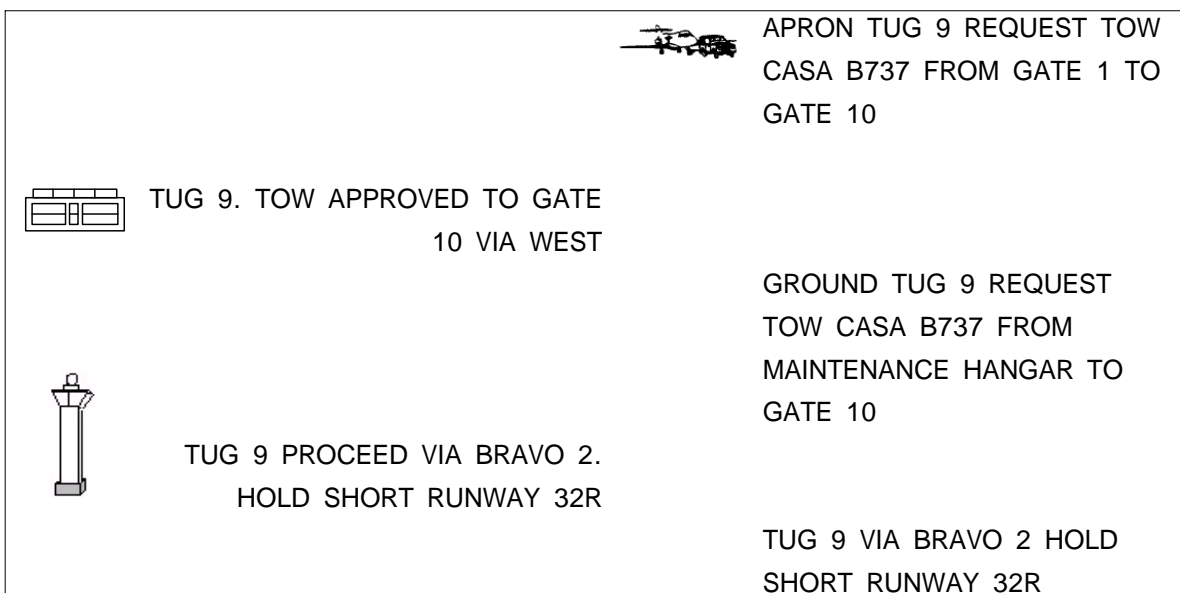 APRON TUG 9 REQUEST TOW
CASA B737 FROM GATE 1 TO
GATE 10
TUG 9. TOW APPROVED TO GATE
10 VIA WEST
GROUND TUG 9 REQUEST
TOW CASA B737 FROM
MAINTENANCE HANGAR TO
GATE 10
TUG 9 PROCEED VIA BRAVO 2.
HOLD SHORT RUNWAY 32R
TUG 9 VIA BRAVO 2 HOLD
SHORT RUNWAY 32R